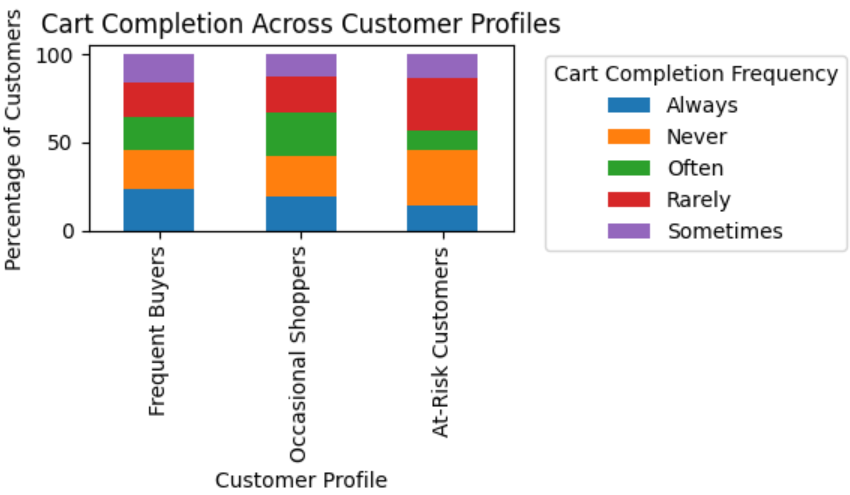 Cart Completion Across Customer Profiles
Percentage of Customers
100
50
0
Frequent Buyers
Occasional Shoppers
At-Risk Customers
Customer Profile
Cart Completion Frequency
Always
Never
Often
Rarely
Sometimes